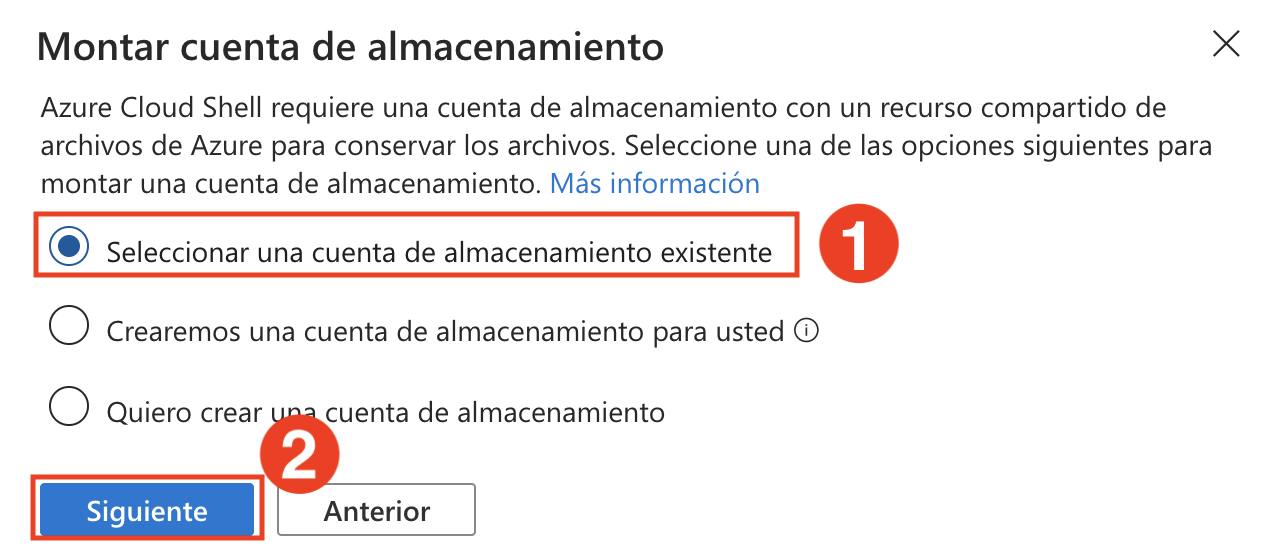 Montar cuenta de almacenamiento
Azure Cloud Shell requiere una cuenta de almacenamiento con un recurso compartido de
archivos de Azure para conservar los archivos. Seleccione una de las opciones siguientes para
montar una cuenta de almacenamiento. Más información
Seleccionar una cuenta de almacenamiento existente
1
Crearemos una cuenta de almacenamiento para usted
Quiero crear una cuenta de almacenamiento
2
Siguiente
Anterior